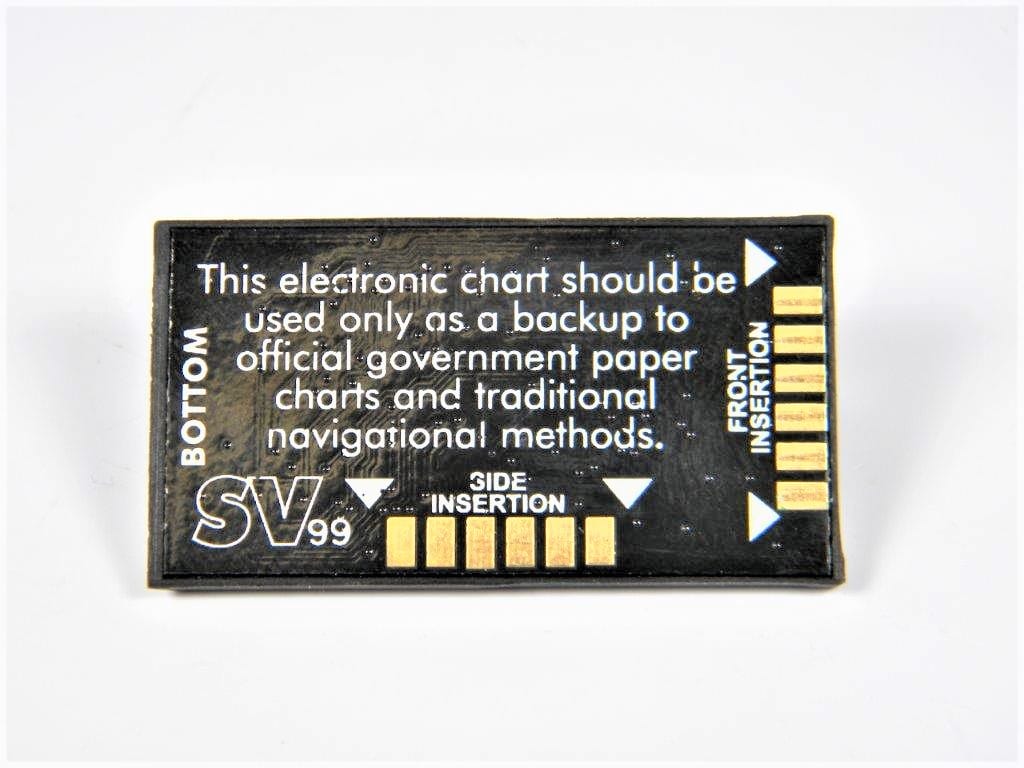 This electronic chart should be
used only as a backup to
official government paper
charts and traditional
navigational methods.
BOTTOM
SV99
SIDE
INSERTION
FRONT
INSERTION